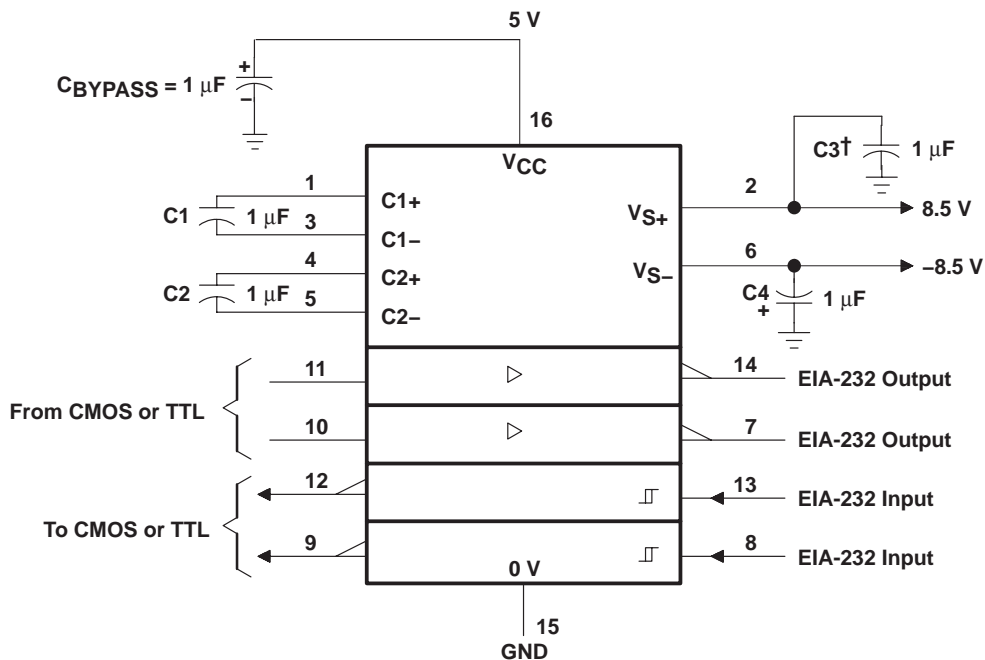 5 V
CBYPASS = 1 μF
+
−
16
VCC
C3† 1 μF
1
C1+
2
VS+
8.5 V
C1 1 μF
3
C1−
4
C2+
6
VS−
−8.5 V
C2 1 μF
5
C2−
C4 1 μF
+
11
14
EIA-232 Output
From CMOS or TTL
10
7
EIA-232 Output
12
13
EIA-232 Input
To CMOS or TTL
9
8
EIA-232 Input
0 V
15
GND